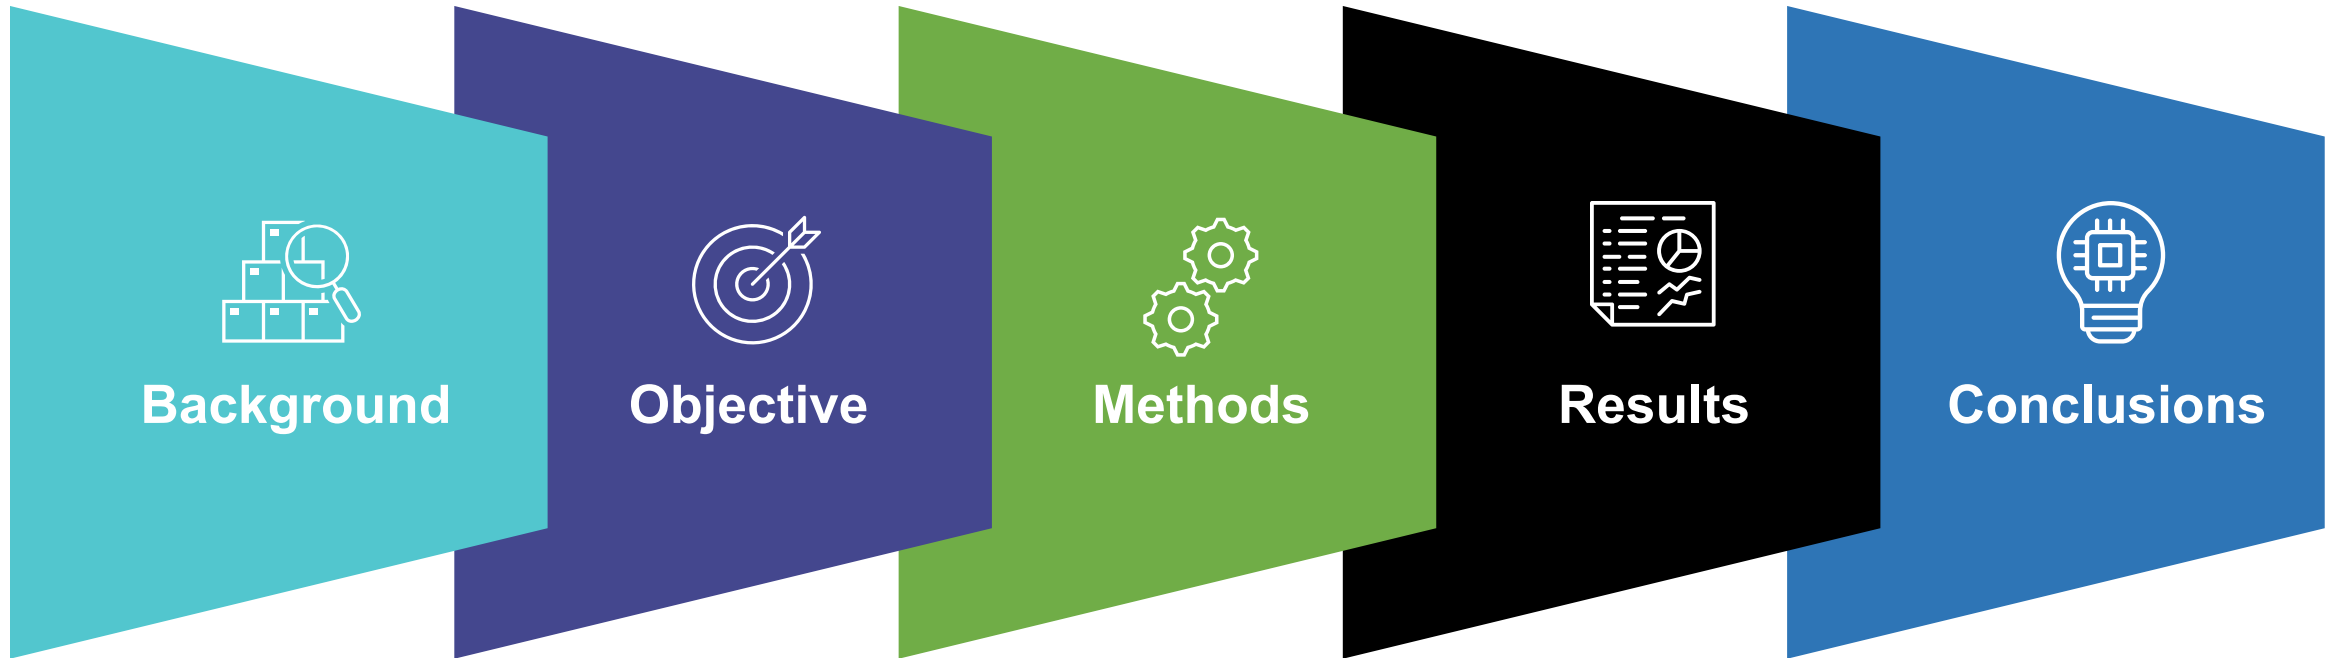 Background
Objective
Methods
Results
Conclusions